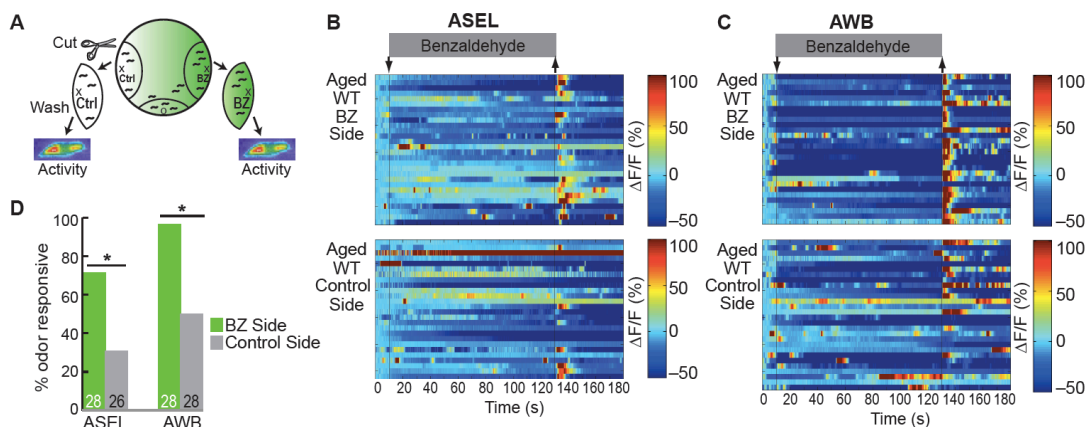 A
Cut
Ctrl
BZ
x
x
Wash
x
Ctrl
x
BZ
O
Activity
Activity
B
ASEL
Benzaldehyde
Aged
WT
BZ
Side
100
50
0
–50
ΔF/F (%)
Aged
WT
Control
Side
100
50
0
–50
ΔF/F (%)
0 20 40 60 80 100 120 140 160 180
Time (s)
C
AWB
Benzaldehyde
Aged
WT
BZ
Side
100
50
0
–50
ΔF/F (%)
Aged
WT
Control
Side
100
50
0
–50
ΔF/F (%)
0 20 40 60 80 100 120 140 160 180
Time (s)
D
% odor responsive
100
80
60
40
20
0
*
*
28
26
28
28
ASEL
AWB
BZ Side
Control Side